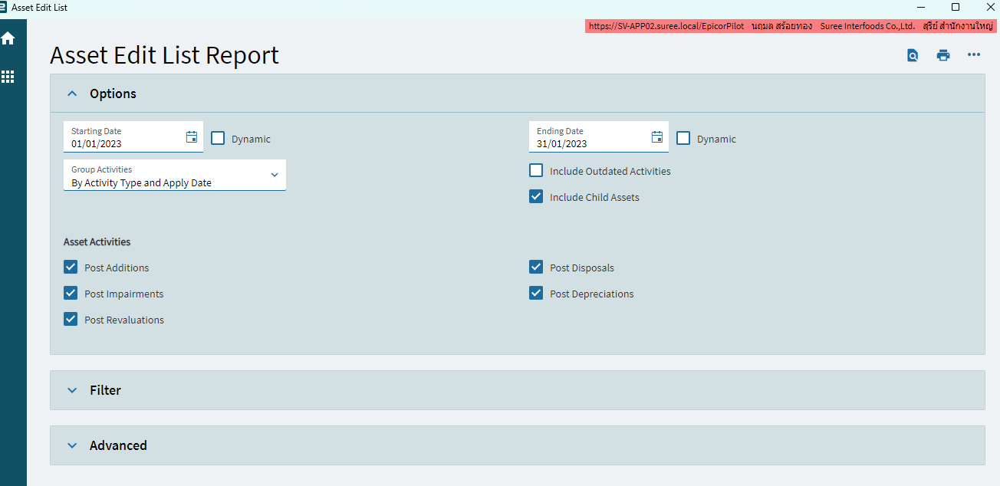 Asset Edit List
https://SV-APP02.suree.local/EpicorPilot นฤมล สร้อยทอง Suree Interfoods Co.,Ltd. สุรีย์ สำนักงานใหญ่
Asset Edit List Report
Options
Starting Date
01/01/2023
Dynamic
Ending Date
31/01/2023
Dynamic
Group Activities
By Activity Type and Apply Date
Include Outdated Activities
Include Child Assets
Asset Activities
Post Additions
Post Disposals
Post Impairments
Post Depreciations
Post Revaluations
Filter
Advanced